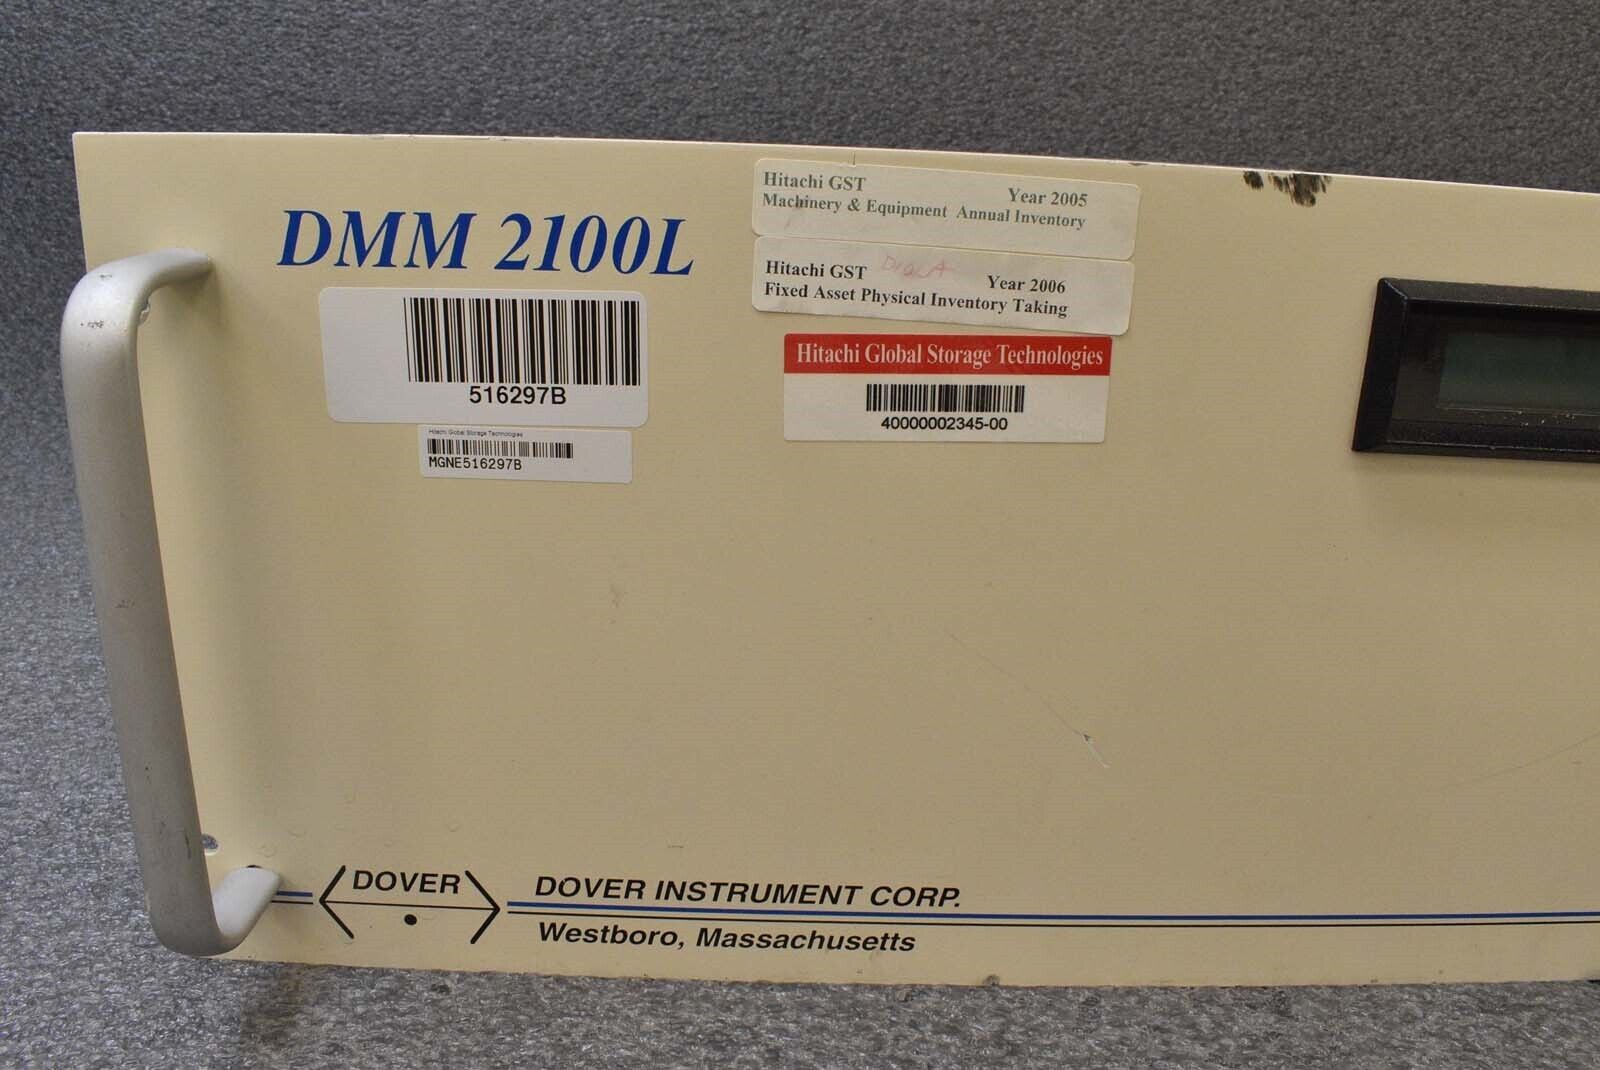 DMM 2100L
516297B
Hitachi Global Storage Technologies
MGNE516297B
Hitachi GST Year 2005
Machinery & Equipment Annual Inventory
Hitachi GST Year 2006
Fixed Asset Physical Inventory Taking
Hitachi Global Storage Technologies
40000002345-00
DOVER
DOVER INSTRUMENT CORP.
Westboro, Massachusetts